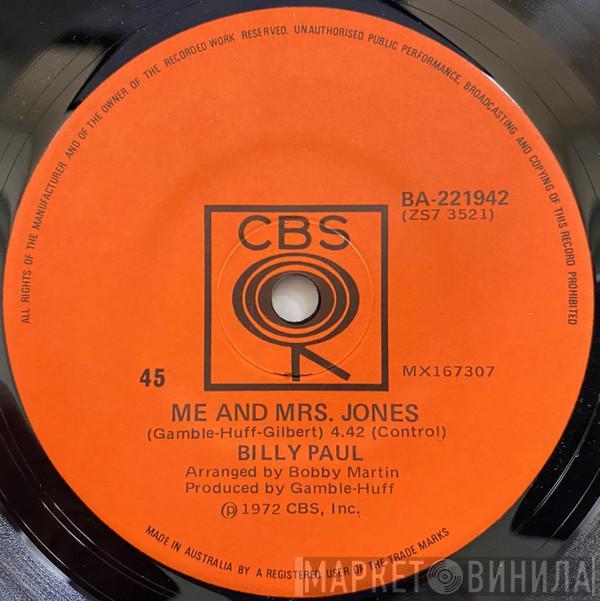 ALL RIGHTS OF THE MANUFACTURER AND OF THE OWNER OF THE RECORDED WORK RESERVED. UNAUTHORISED PUBLIC PERFORMANCE, BROADCASTING AND COPYING OF THIS RECORD PROHIBITED
BA-221942
(ZS7 3521)
CBS
45
MX167307
ME AND MRS. JONES
(Gamble-Huff-Gilbert) 4.42 (Control)
BILLY PAUL
Arranged by Bobby Martin
Produced by Gamble-Huff
℗ 1972 CBS, Inc.
MADE IN AUSTRALIA BY A REGISTERED USER OF THE TRADE MARKS
МАРКЕТ ВИНИЛА